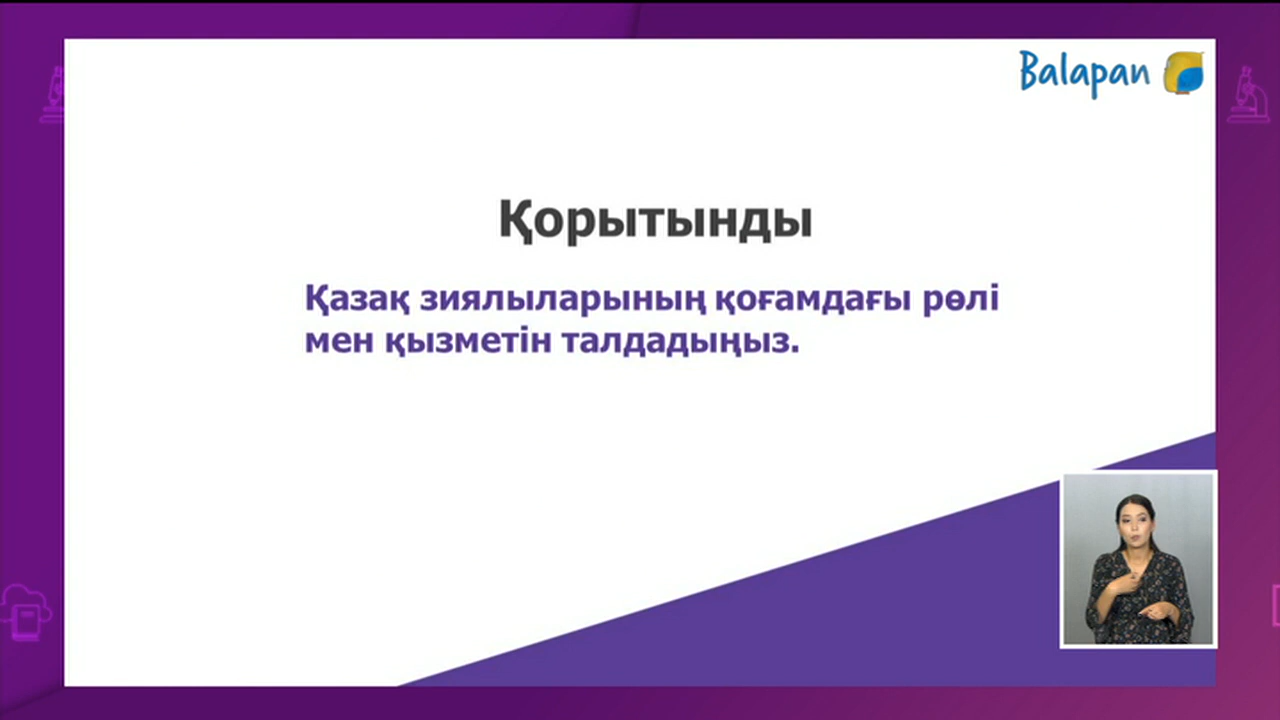 Balapan
Қорытынды
Қазақ зиялыларының қоғамдағы рөлі
мен қызметін талдадыңыз.